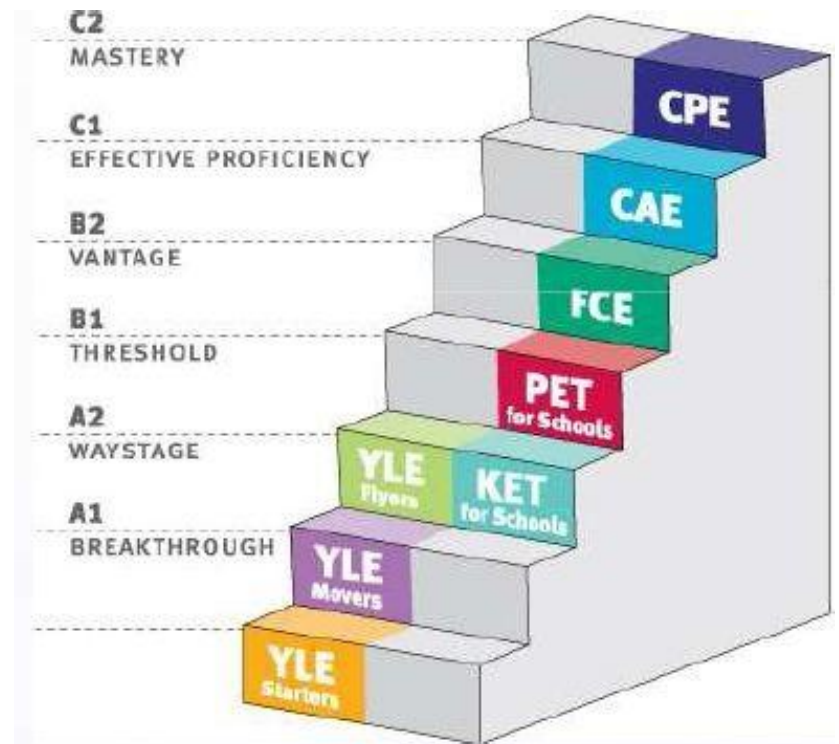 C2
MASTERY
CPE
C1
EFFECTIVE PROFICIENCY
CAE
B2
VANTAGE
FCE
B1
THRESHOLD
PET
for Schools
A2
WAYSTAGE
YLE
Flyers
KET
for Schools
A1
BREAKTHROUGH
YLE
Movers
YLE
Starters